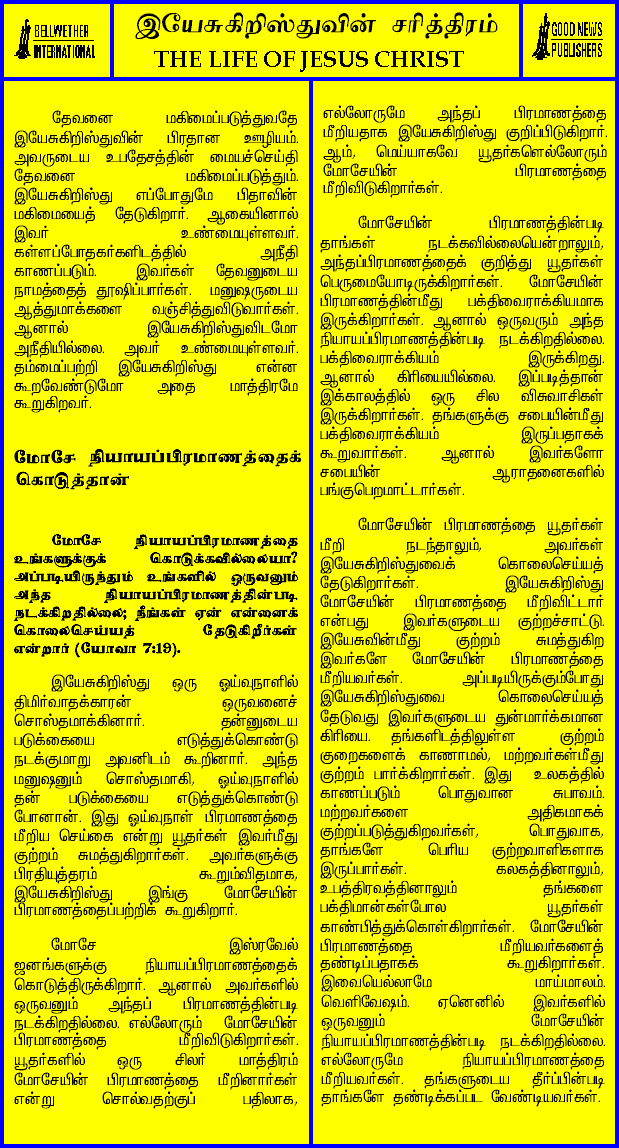 BELLWETHER
INTERNATIONAL
இயேசுகிறிஸ்துவின் சரித்திரம்
THE LIFE OF JESUS CHRIST
GOOD NEWS
PUBLISHERS
தேவனை மகிமைப்படுத்துவதே
இயேசுகிறிஸ்துவின் பிரதான ஊழியம்.
அவருடைய உபதேசத்தின் மையச்செய்தி
தேவனை மகிமைப்படுத்தும்.
இயேசுகிறிஸ்து எப்போதுமே பிதாவின்
மகிமையைத் தேடுகிறார். ஆகையினால்
இவர் உண்மையுள்ளவர்.
கள்ளப்போதகர்களிடத்தில் அநீதி
காணப்படும். இவர்கள் தேவனுடைய
நாமத்தைத் தூஷிப்பார்கள். மனுஷருடைய
ஆத்துமாக்களை வஞ்சித்துவிடுவார்கள்.
ஆனால் இயேசுகிறிஸ்துவிடமோ
அநீதியில்லை. அவர் உண்மையுள்ளவர்.
தம்மைப்பற்றி இயேசுகிறிஸ்து என்ன
கூறவேண்டுமோ அதை மாத்திரமே
கூறுகிறவர்.
மோசே நியாயப்பிரமாணத்தைக்
கொடுத்தான்
மோசே நியாயப்பிரமாணத்தை
உங்களுக்குக் கொடுக்கவில்லையா?
அப்படியிருந்தும் உங்களில் ஒருவனும்
அந்த நியாயப்பிரமாணத்தின்படி
நடக்கிறதில்லை; நீங்கள் ஏன் என்னைக்
கொலைசெய்யத் தேடுகிறீர்கள்
என்றார் (யோவா 7:19).
இயேசுகிறிஸ்து ஒரு ஓய்வுநாளில்
திமிர்வாதக்காரன் ஒருவனைச்
சொஸ்தமாக்கினார். தன்னுடைய
படுக்கையை எடுத்துக்கொண்டு
நடக்குமாறு அவனிடம் கூறினார். அந்த
மனுஷனும் சொஸ்தமாகி, ஓய்வுநாளில்
தன் படுக்கையை எடுத்துக்கொண்டு
போனான். இது ஓய்வுநாள் பிரமாணத்தை
மீறிய செய்கை என்று யூதர்கள் இவர்மீது
குற்றம் சுமத்துகிறார்கள். அவர்களுக்கு
பிரதியுத்தரம் கூறும்விதமாக,
இயேசுகிறிஸ்து இங்கு மோசேயின்
பிரமாணத்தைப்பற்றிக் கூறுகிறார்.
மோசே இஸ்ரவேல்
ஜனங்களுக்கு நியாயப்பிரமாணத்தைக்
கொடுத்திருக்கிறார். ஆனால் அவர்களில்
ஒருவனும் அந்தப் பிரமாணத்தின்படி
நடக்கிறதில்லை. எல்லோரும் மோசேயின்
பிரமாணத்தை மீறிவிடுகிறார்கள்.
யூதர்களில் ஒரு சிலர் மாத்திரம்
மோசேயின் பிரமாணத்தை மீறினார்கள்
என்று சொல்வதற்குப் பதிலாக,
எல்லோருமே அந்தப் பிரமாணத்தை
மீறியதாக இயேசுகிறிஸ்து குறிப்பிடுகிறார்.
ஆம், மெய்யாகவே யூதர்களெல்லோரும்
மோசேயின் பிரமாணத்தை
மீறிவிடுகிறார்கள்.
மோசேயின் பிரமாணத்தின்படி
தாங்கள் நடக்கவில்லையென்றாலும்,
அந்தப்பிரமாணத்தைக் குறித்து யூதர்கள்
பெருமையோடிருக்கிறார்கள். மோசேயின்
பிரமாணத்தின்மீது பக்திவைராக்கியமாக
இருக்கிறார்கள். ஆனால் ஒருவரும் அந்த
நியாயப்பிரமாணத்தின்படி நடக்கிறதில்லை.
பக்திவைராக்கியம் இருக்கிறது.
ஆனால் கிரியையில்லை. இப்படித்தான்
இக்காலத்தில் ஒரு சில விசுவாசிகள்
இருக்கிறார்கள். தங்களுக்கு சபையின்மீது
பக்திவைராக்கியம் இருப்பதாகக்
கூறுவார்கள். ஆனால் இவர்களோ
சபையின் ஆராதனைகளில்
பங்குபெறமாட்டார்கள்.
மோசேயின் பிரமாணத்தை யூதர்கள்
மீறி நடந்தாலும், அவர்கள்
இயேசுகிறிஸ்துவைக் கொலைசெய்யத்
தேடுகிறார்கள். இயேசுகிறிஸ்து
மோசேயின் பிரமாணத்தை மீறிவிட்டார்
என்பது இவர்களுடைய குற்றச்சாட்டு.
இயேசுவின்மீது குற்றம் சுமத்துகிற
இவர்களே மோசேயின் பிரமாணத்தை
மீறியவர்கள். அப்படியிருக்கும்போது
இயேசுகிறிஸ்துவை கொலைசெய்யத்
தேடுவது இவர்களுடைய துன்மார்க்கமான
கிரியை. தங்களிடத்திலுள்ள குற்றம்
குறைகளைக் காணாமல், மற்றவர்கள்மீது
குற்றம் பார்க்கிறார்கள். இது உலகத்தில்
காணப்படும் பொதுவான சுபாவம்.
மற்றவர்களை அதிகமாகக்
குற்றப்படுத்துகிறவர்கள், பொதுவாக,
தாங்களே பெரிய குற்றவாளிகளாக
இருப்பார்கள். கலகத்தினாலும்,
உபத்திரவத்தினாலும் தங்களை
பக்திமான்கள்போல யூதர்கள்
காண்பித்துக்கொள்கிறார்கள். மோசேயின்
பிரமாணத்தை மீறியவர்களைத்
தண்டிப்பதாகக் கூறுகிறார்கள்.
இவையெல்லாமே மாய்மாலம்.
வெளிவேஷம். ஏனெனில் இவர்களில்
ஒருவனும் மோசேயின்
நியாயப்பிரமாணத்தின்படி நடக்கிறதில்லை.
எல்லோருமே நியாயப்பிரமாணத்தை
மீறியவர்கள். தங்களுடைய தீர்ப்பின்படி
தாங்களே தண்டிக்கப்பட வேண்டியவர்கள்.